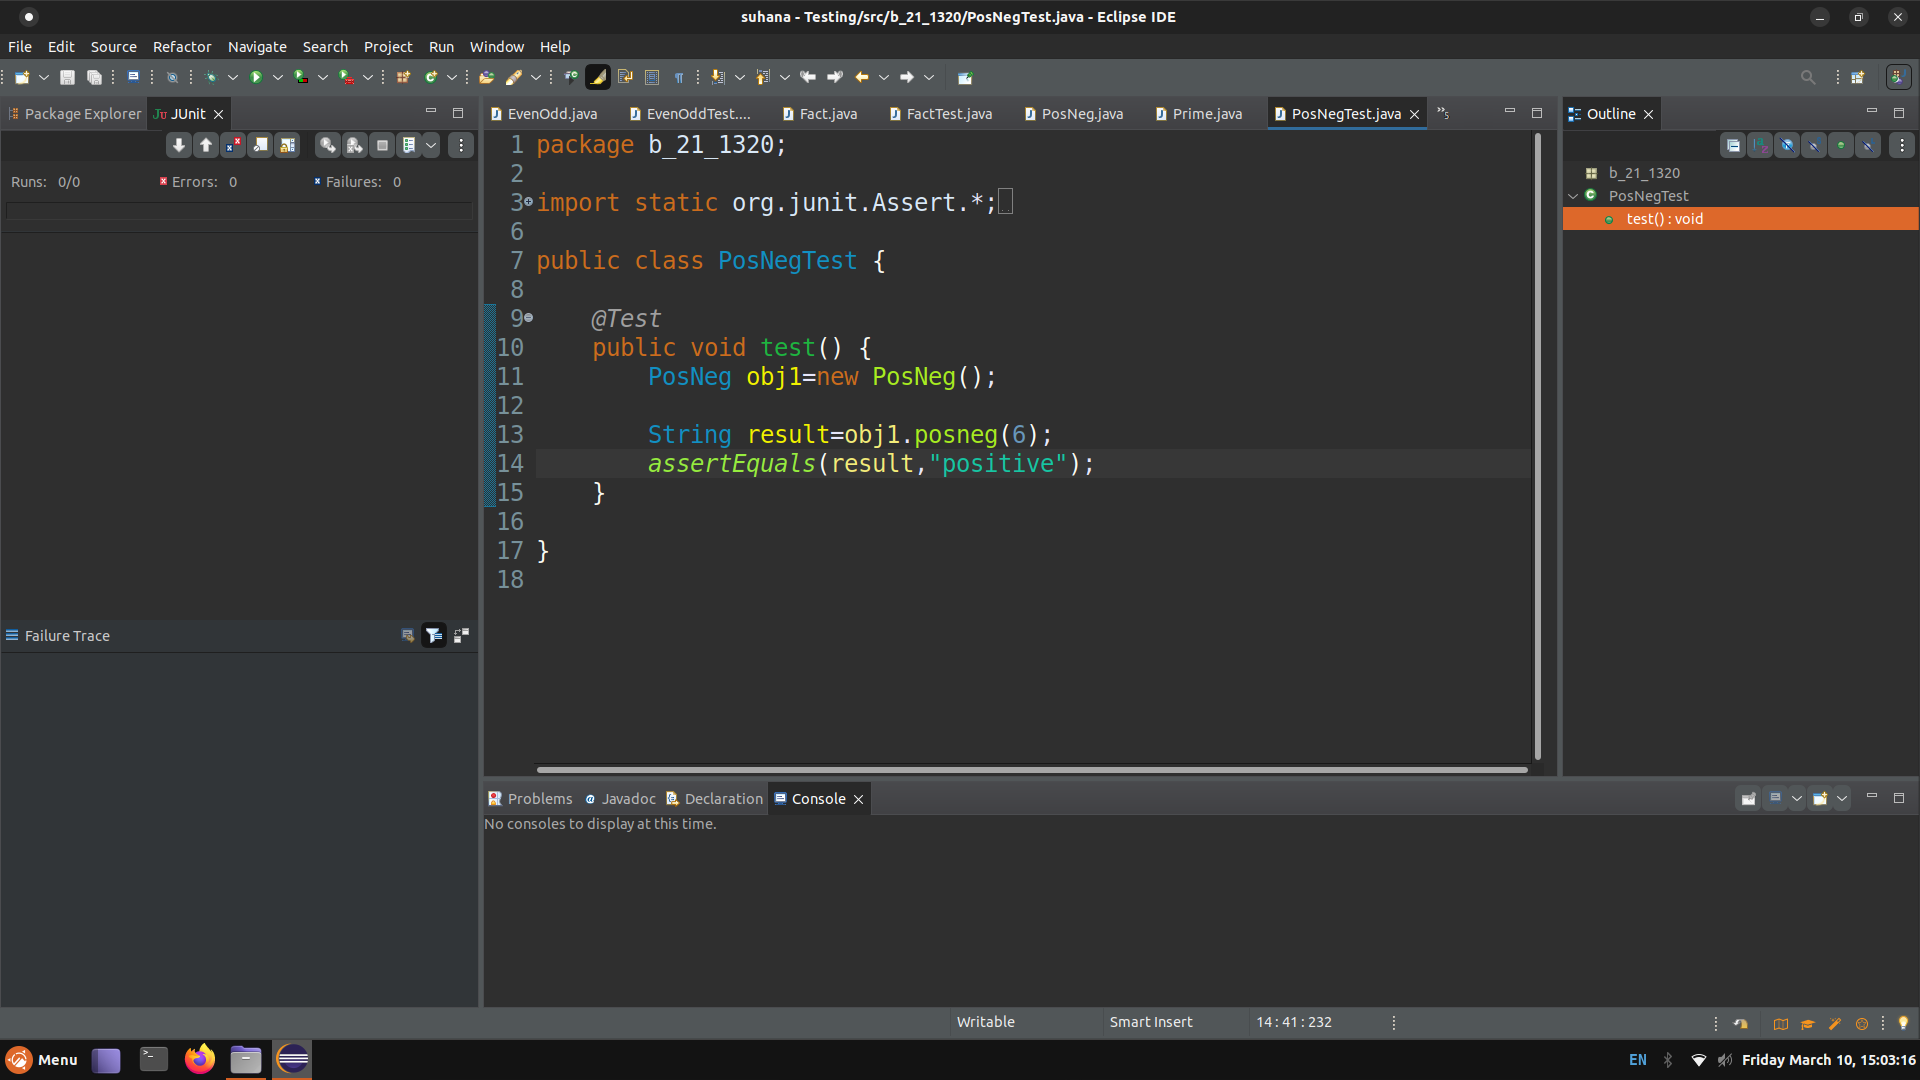 suhana - Testing/src/b_21_1320/PosNegTest.java - Eclipse IDE
File Edit Source Refactor Navigate Search Project Run Window Help
Package Explorer JUnit
EvenOdd.java EvenOddTest.... Fact.java FactTest.java PosNeg.java Prime.java PosNegTest.java »5
Outline
Runs: 0/0 Errors: 0 Failures: 0
b_21_1320
PosNegTest
test() : void
1 package b_21_1320;
2
3 import static org.junit.Assert.*;
6
7 public class PosNegTest {
8
9 @Test
10 public void test() {
11 PosNeg obj1=new PosNeg();
12
13 String result=obj1.posneg(6);
14 assertEquals(result,"positive");
15 }
16
17 }
18
Failure Trace
Problems Javadoc Declaration Console
No consoles to display at this time.
Writable Smart Insert 14 : 41 : 232
Menu EN Friday March 10, 15:03:16